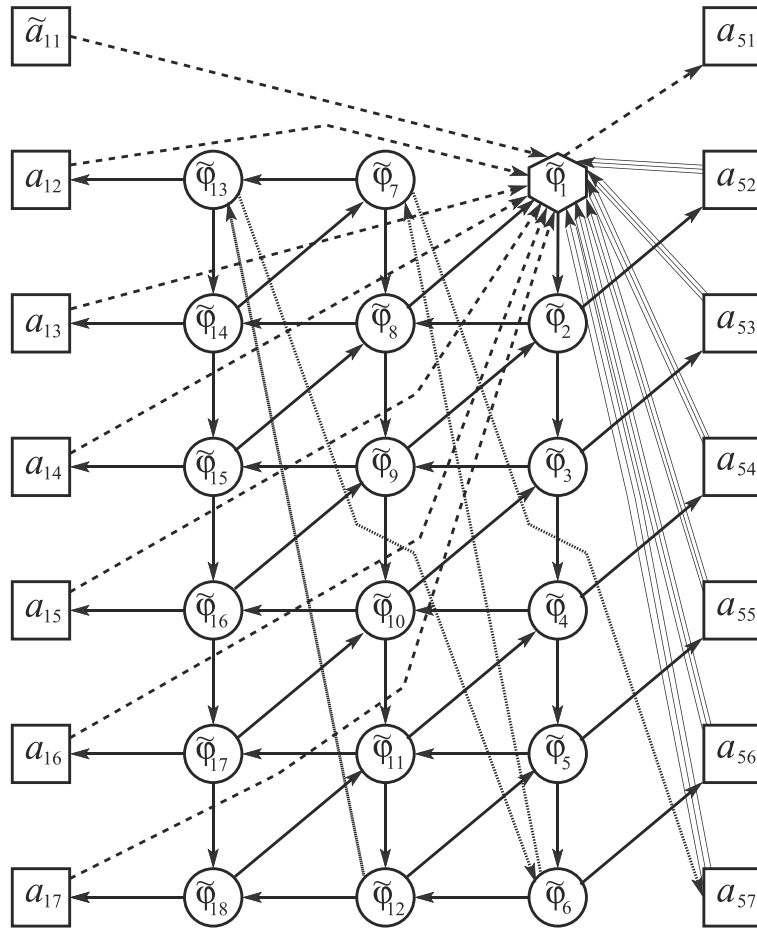 ã₁₁ a₅₁
a₁₂ φ̃₁₃ φ̃₇ φ̃₁ a₅₂
a₁₃ φ̃₁₄ φ̃₈ φ̃₂ a₅₃
a₁₄ φ̃₁₅ φ̃₉ φ̃₃ a₅₄
a₁₅ φ̃₁₆ φ̃₁₀ φ̃₄ a₅₅
a₁₆ φ̃₁₇ φ̃₁₁ φ̃₅ a₅₆
a₁₇ φ̃₁₈ φ̃₁₂ φ̃₆ a₅₇